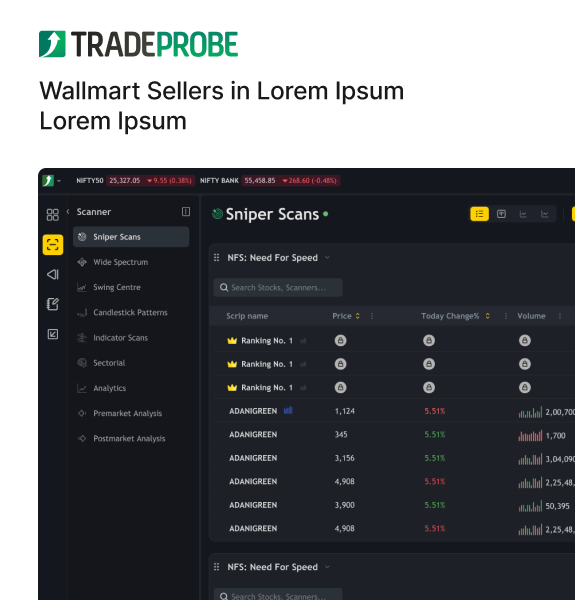 TRADEPROBE
Wallmart Sellers in Lorem Ipsum
Lorem Ipsum
NIFTY50 25,327.05 9.55 (0.38%) NIFTY BANK 55,458.85 268.60 (-0.48%)
Scanner
Sniper Scans
Sniper Scans
Wide Spectrum
Swing Centre
Candlestick Patterns
Indicator Scans
Sectorial
Analytics
Premarket Analysis
Postmarket Analysis
NFS: Need For Speed
Search Stocks, Scanners...
Scrip name Price Today Change% Volume
Ranking No. 1
Ranking No. 1
Ranking No. 1
ADANIGREEN 1,124 5.51% 2,00,700
ADANIGREEN 345 5.51% 1,700
ADANIGREEN 3,156 5.51% 3,04,090
ADANIGREEN 4,908 5.51% 2,25,48,
ADANIGREEN 3,900 5.51% 50,395
ADANIGREEN 4,908 5.51% 2,25,48,
NFS: Need For Speed
Search Stocks, Scanners...